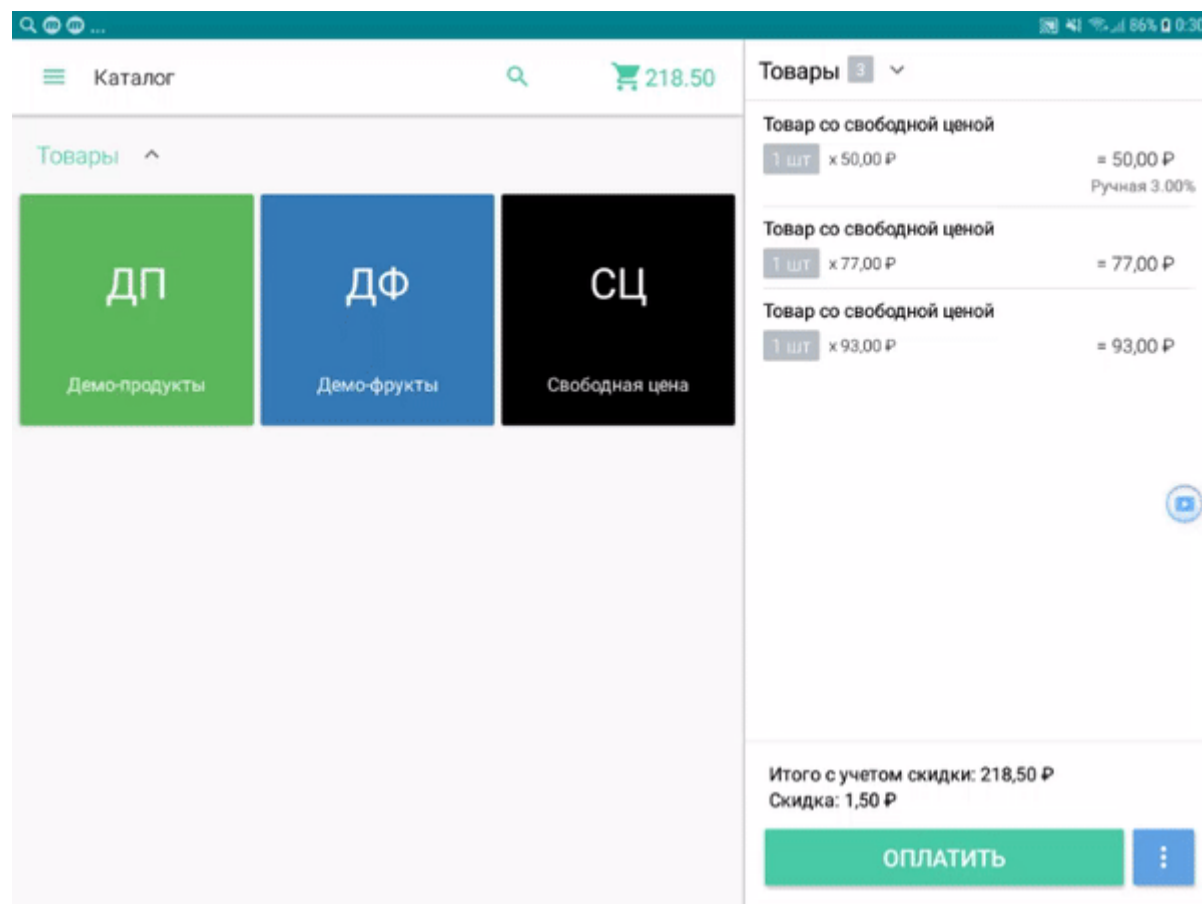 ... 86% 0:30
Каталог 218.50
Товары
ДП
Демо-продукты
ДФ
Демо-фрукты
СЦ
Свободная цена
Товары 3
Товар со свободной ценой
1 шт x 50,00 ₽ = 50,00 ₽
Ручная 3.00%
Товар со свободной ценой
1 шт x 77,00 ₽ = 77,00 ₽
Товар со свободной ценой
1 шт x 93,00 ₽ = 93,00 ₽
Итого с учетом скидки: 218,50 ₽
Скидка: 1,50 ₽
ОПЛАТИТЬ